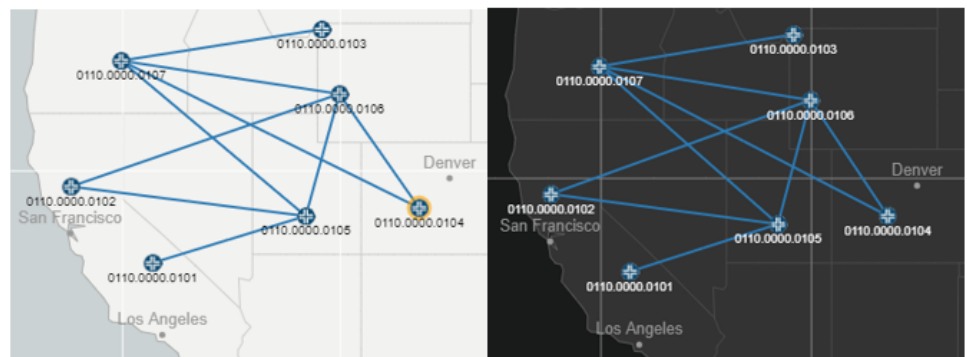 0110.0000.0103
0110.0000.0107
0110.0000.0106
Denver
0110.0000.0102
San Francisco
0110.0000.0105
0110.0000.0104
0110.0000.0101
Los Angeles
0110.0000.0103
0110.0000.0107
0110.0000.0106
Denver
0110.0000.0102
San Francisco
0110.0000.0105
0110.0000.0104
0110.0000.0101
Los Angeles